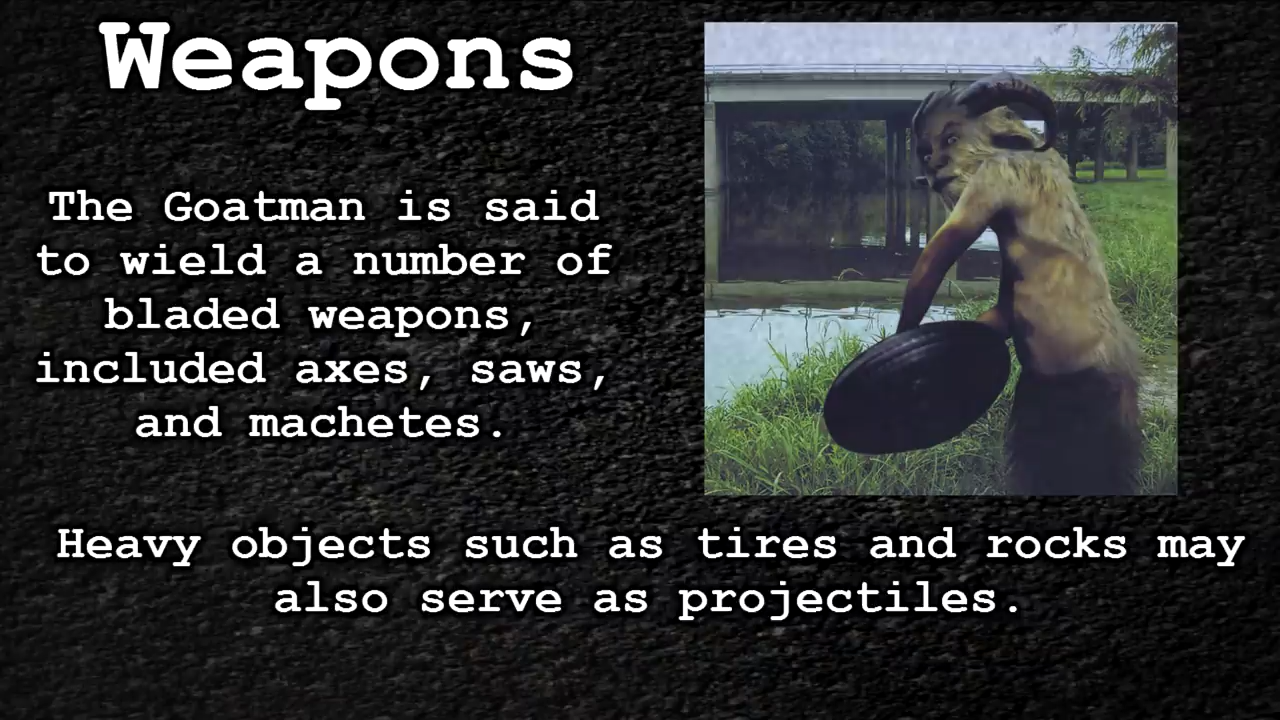 Weapons
The Goatman is said
to wield a number of
bladed weapons,
included axes, saws,
and machetes.
Heavy objects such as tires and rocks may
also serve as projectiles.